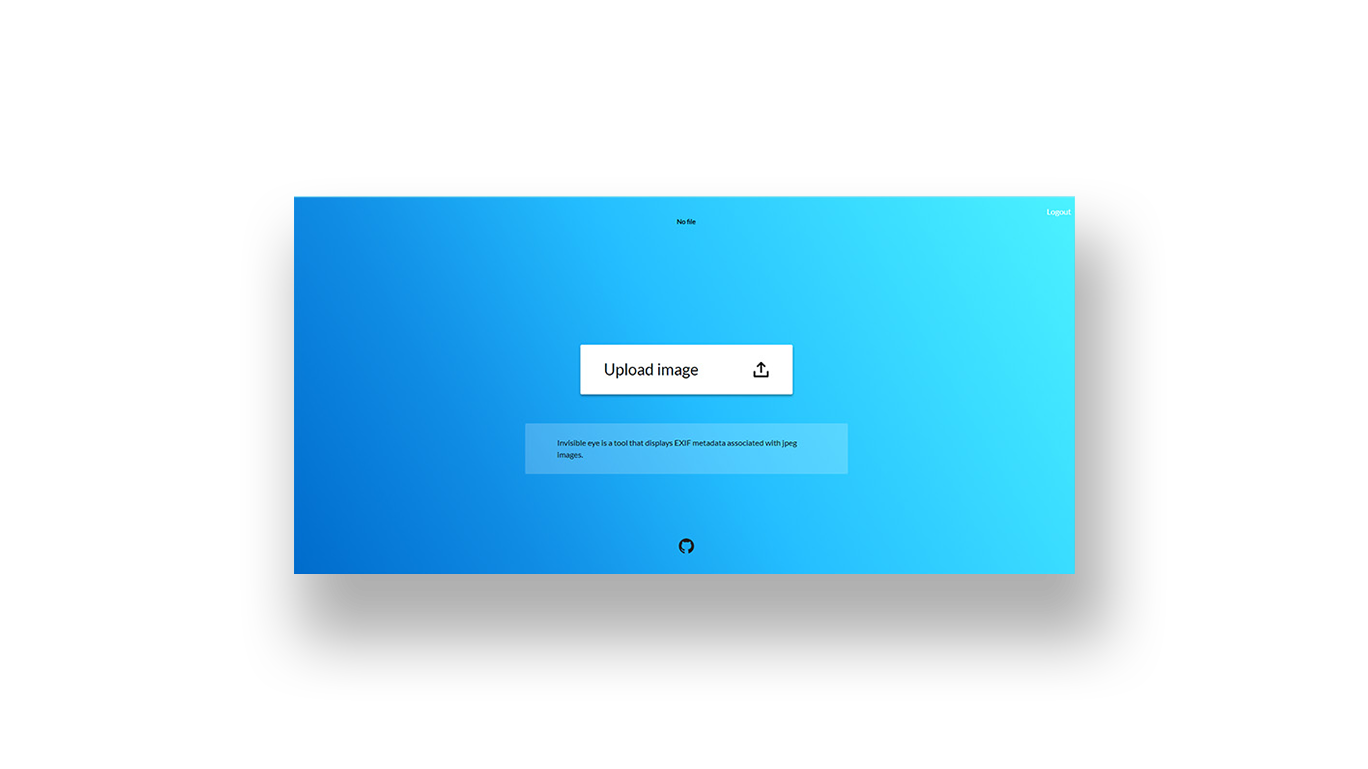 Logout
No file
Upload image
Invisible eye is a tool that displays EXIF metadata associated with jpeg
images.